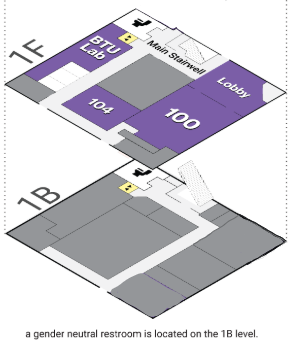 1F
BTU
Lab
Main Stairwell
Lobby
104
100
1B
a gender neutral restroom is located on the 1B level.